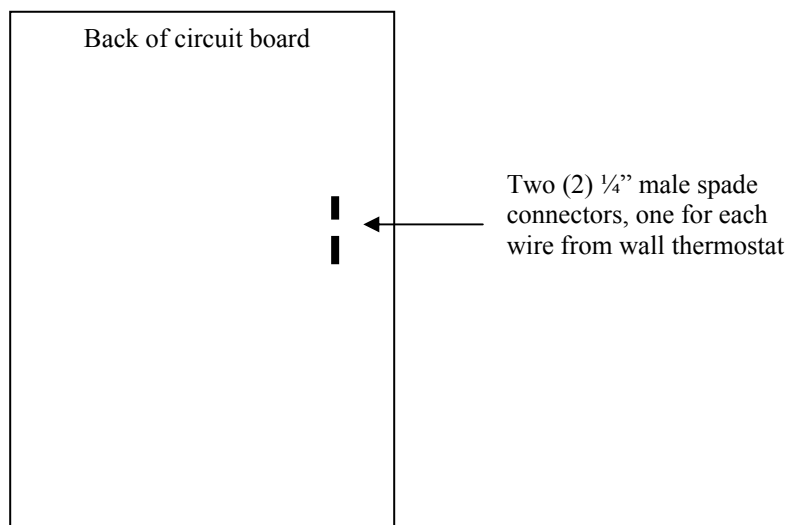 Back of circuit board
Two (2) ¼” male spade
connectors, one for each
wire from wall thermostat